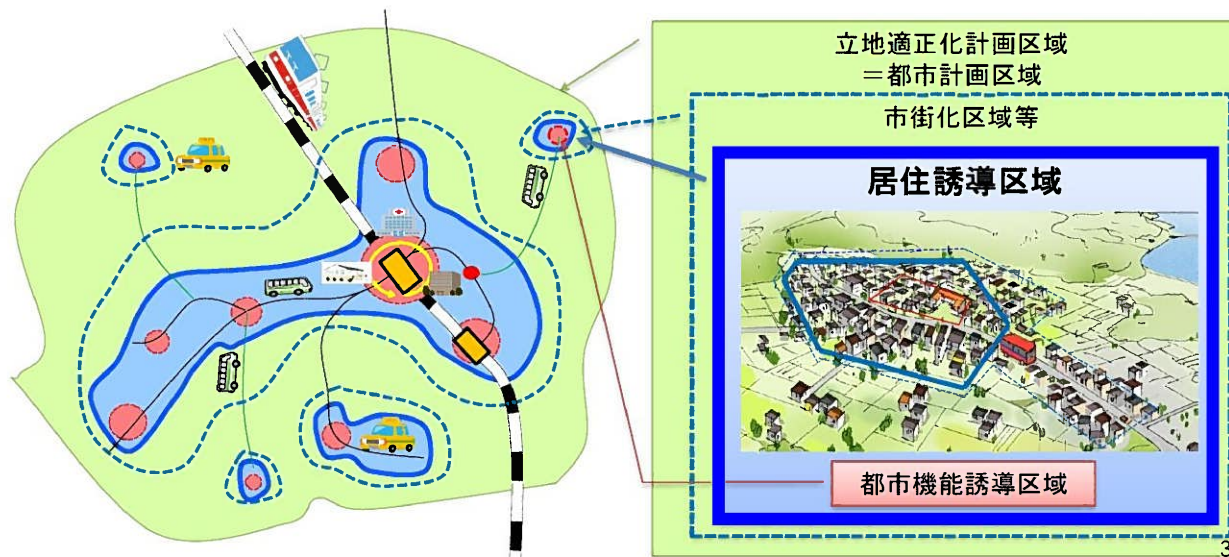 立地適正化計画区域
＝都市計画区域
市街化区域等
居住誘導区域
都市機能誘導区域
3